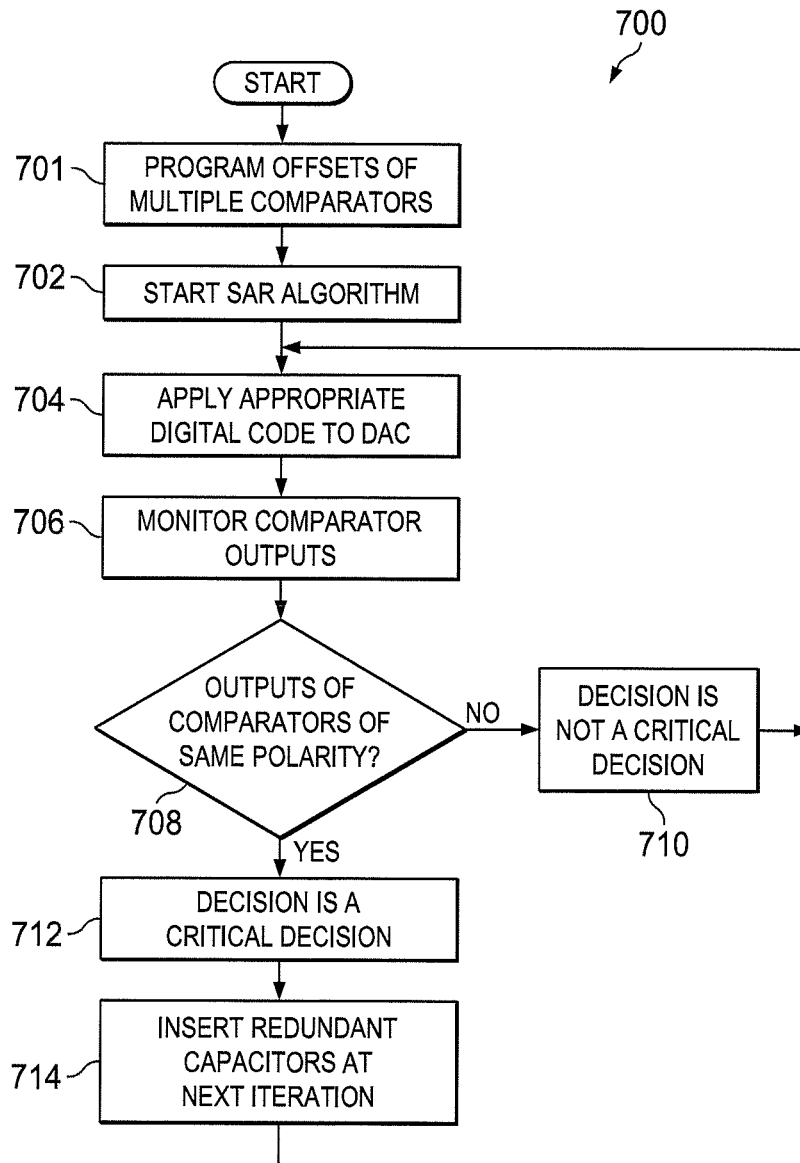 700
START
701
PROGRAM OFFSETS OF
MULTIPLE COMPARATORS
702
START SAR ALGORITHM
704
APPLY APPROPRIATE
DIGITAL CODE TO DAC
706
MONITOR COMPARATOR
OUTPUTS
OUTPUTS OF
COMPARATORS OF
SAME POLARITY?
708
NO
DECISION IS
NOT A CRITICAL
DECISION
710
YES
712
DECISION IS A
CRITICAL DECISION
714
INSERT REDUNDANT
CAPACITORS AT
NEXT ITERATION